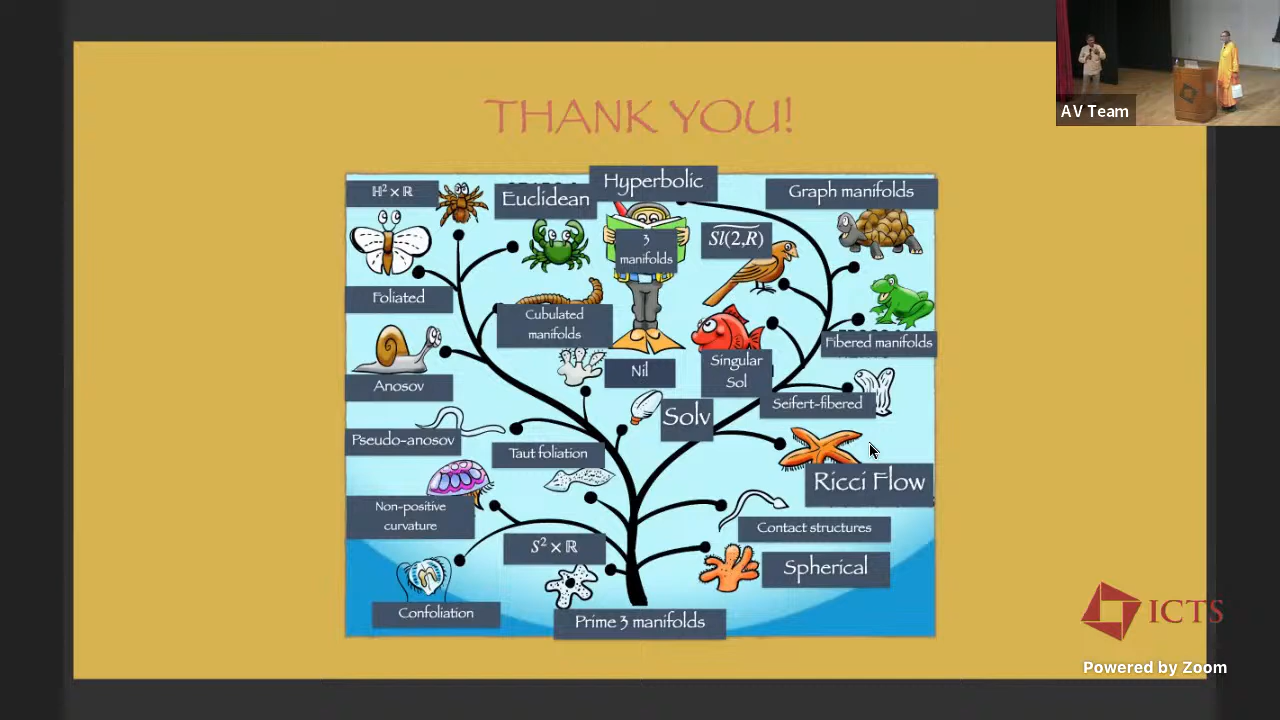 AV Team
THANK YOU!
Hyperbolic
ℍ² × ℝ
Euclidean
Graph manifolds
3
manifolds
Sl(2,R)
Foliated
Cubulated
manifolds
Fibered manifolds
Nil
Singular
Sol
Anosov
Seifert-fibered
Solv
Pseudo-anosov
Taut foliation
Ricci Flow
Non-positive
curvature
Contact structures
S² × ℝ
Spherical
Confoliation
Prime 3 manifolds
ICTS
Powered by Zoom